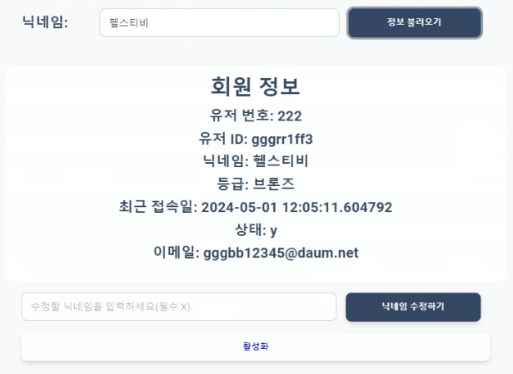 닉네임:
헬스티비
정보 불러오기
회원 정보
유저 번호: 222
유저 ID: gggrr1ff3
닉네임: 헬스티비
등급: 브론즈
최근 접속일: 2024-05-01 12:05:11.604792
상태: y
이메일: gggbb12345@daum.net
수정할 닉네임을 입력하세요(필수 X)
닉네임 수정하기
활성화